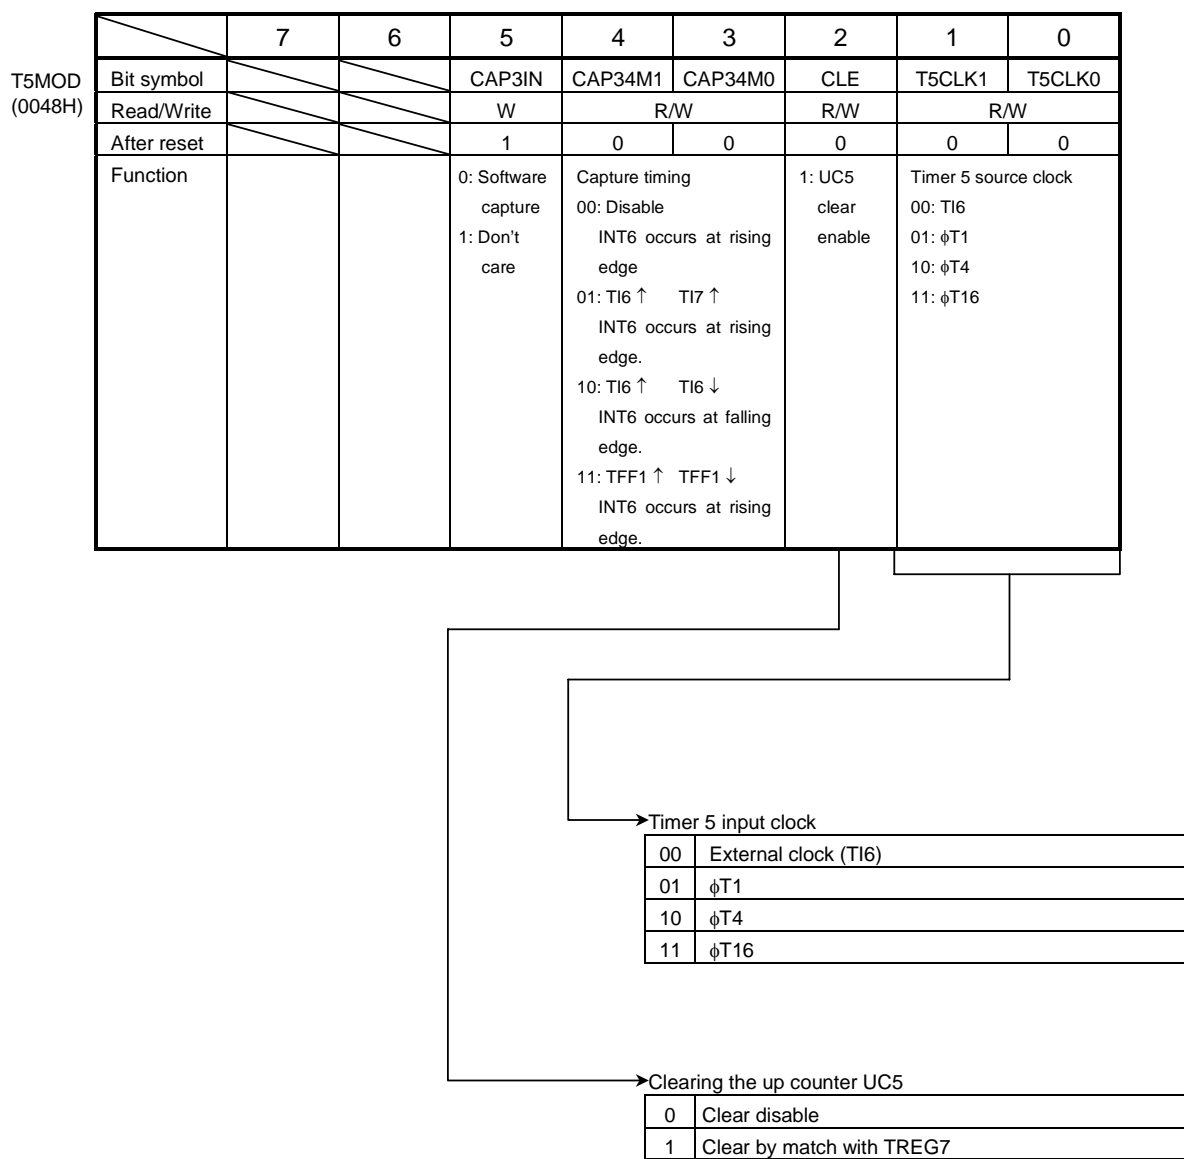 7 6 5 4 3 2 1 0
T5MOD
(0048H)
Bit symbol CAP3IN CAP34M1 CAP34M0 CLE T5CLK1 T5CLK0
Read/Write W R/W R/W R/W
After reset 1 0 0 0 0 0
Function
0: Software
capture
1: Don't
care
Capture timing
00: Disable
INT6 occurs at rising
edge
01: TI6 ↑ TI7 ↑
INT6 occurs at rising
edge.
10: TI6 ↑ TI6 ↓
INT6 occurs at falling
edge.
11: TFF1 ↑ TFF1 ↓
INT6 occurs at rising
edge.
1: UC5
clear
enable
Timer 5 source clock
00: TI6
01: ϕT1
10: ϕT4
11: ϕT16
Timer 5 input clock
00 External clock (TI6)
01 ϕT1
10 ϕT4
11 ϕT16
Clearing the up counter UC5
0 Clear disable
1 Clear by match with TREG7